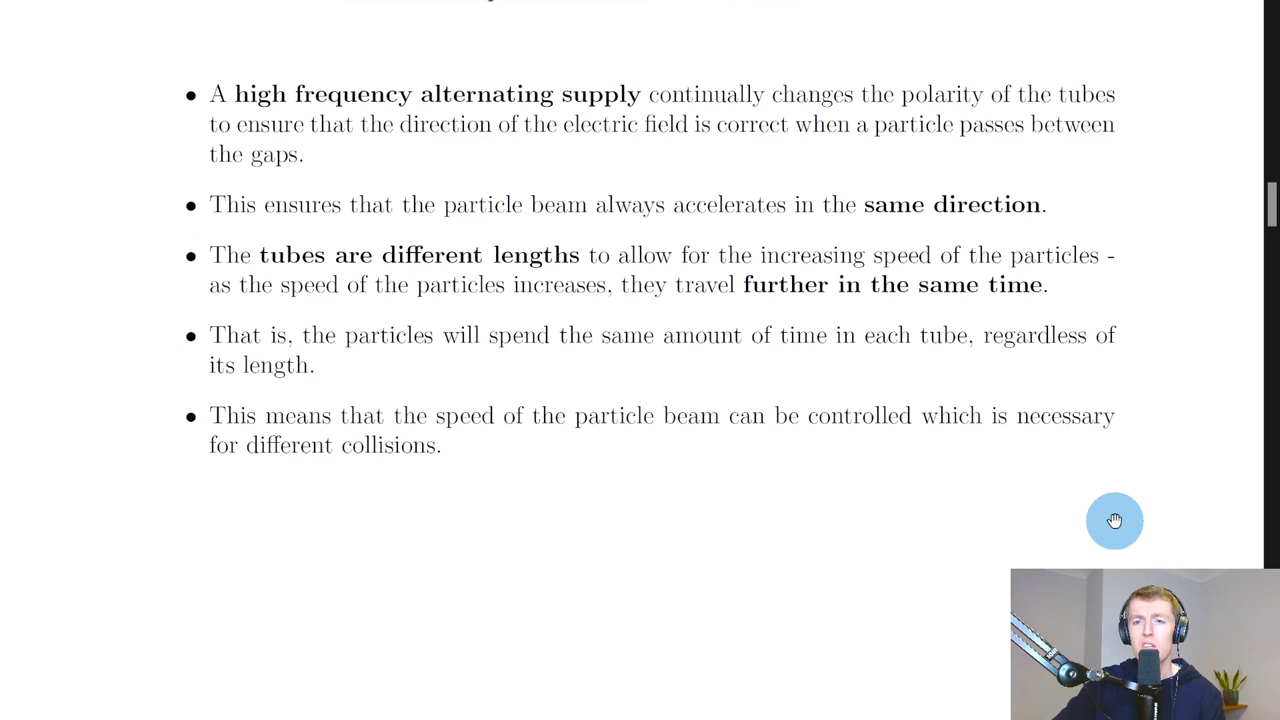 • A high frequency alternating supply continually changes the polarity of the tubes
to ensure that the direction of the electric field is correct when a particle passes between
the gaps.
• This ensures that the particle beam always accelerates in the same direction.
• The tubes are different lengths to allow for the increasing speed of the particles -
as the speed of the particles increases, they travel further in the same time.
• That is, the particles will spend the same amount of time in each tube, regardless of
its length.
• This means that the speed of the particle beam can be controlled which is necessary
for different collisions.